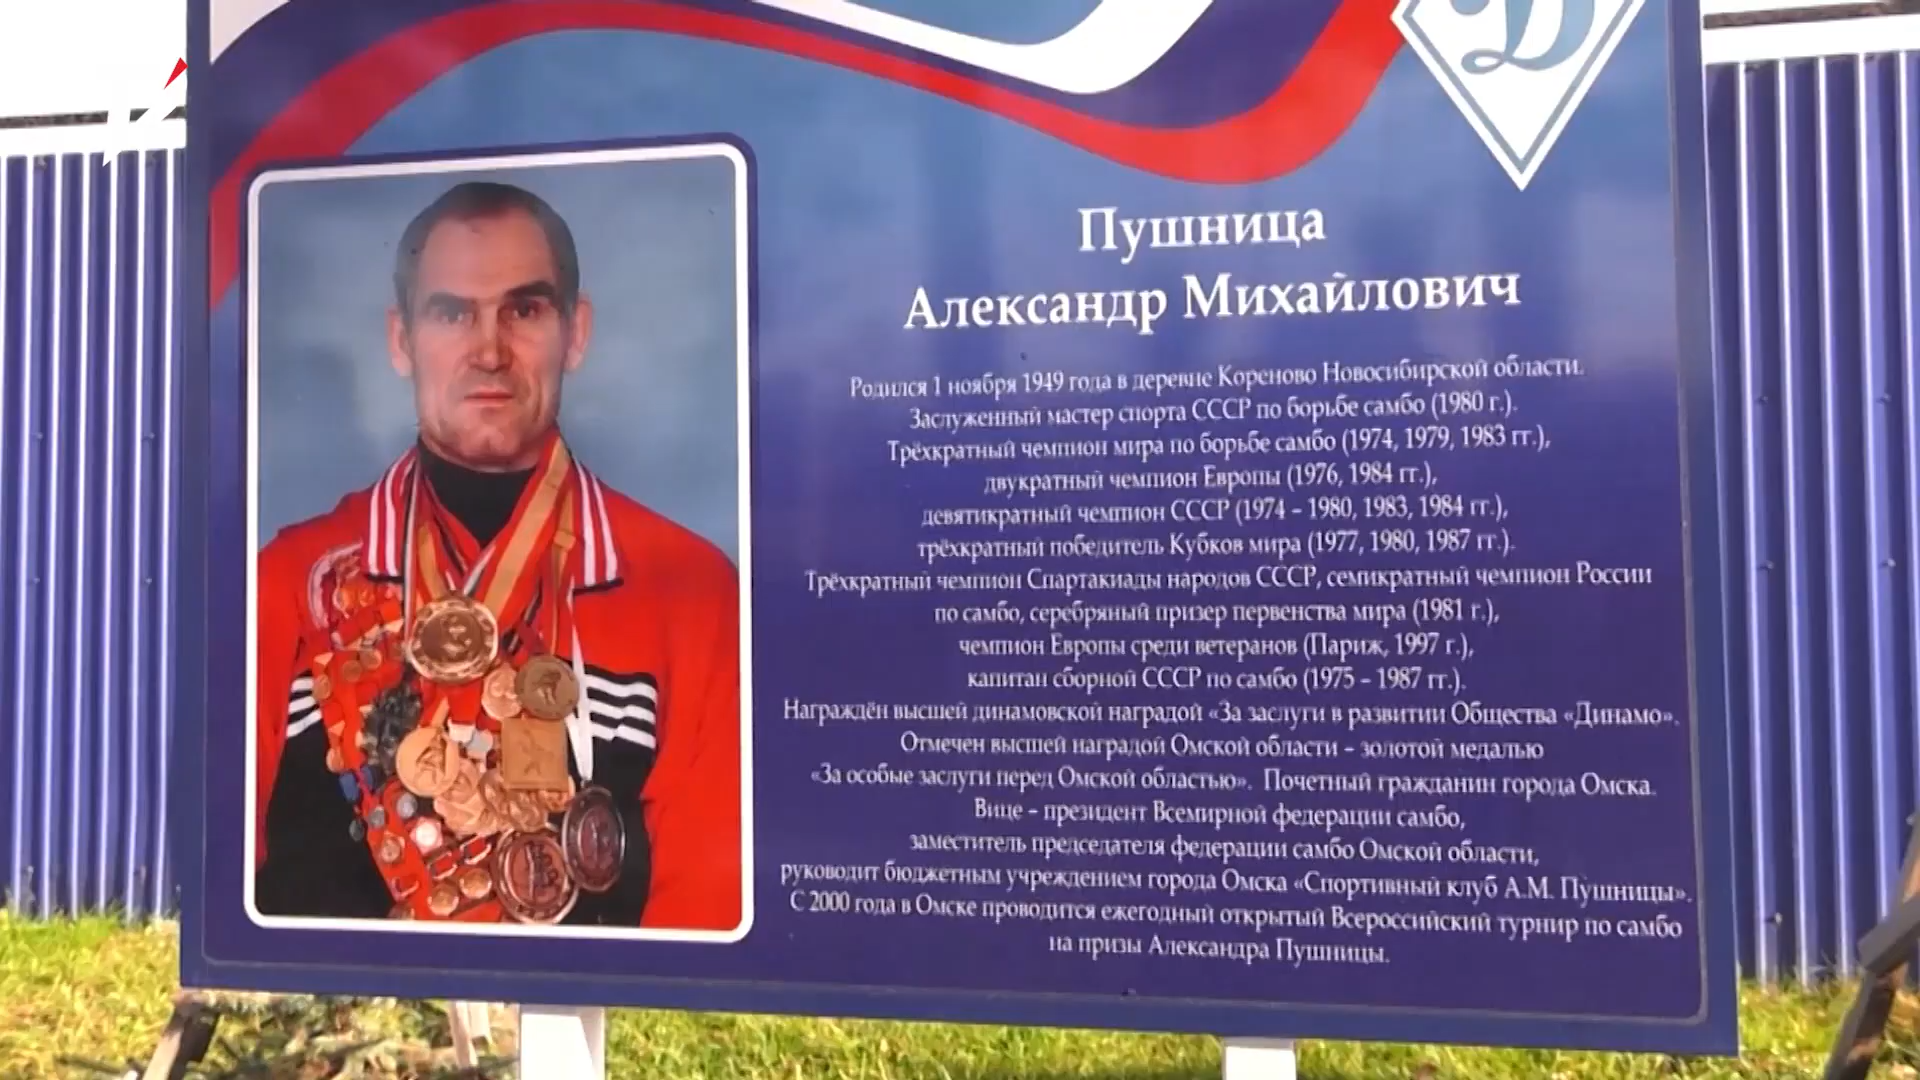 Пушница
Александр Михайлович
Родился 1 ноября 1949 года в деревне Кореново Новосибирской области.
Заслуженный мастер спорта СССР по борьбе самбо (1980 г.).
Трёхкратный чемпион мира по борьбе самбо (1974, 1979, 1983 гг.),
двукратный чемпион Европы (1976, 1984 гг.),
девятикратный чемпион СССР (1974 – 1980, 1983, 1984 гг.),
трёхкратный победитель Кубков мира (1977, 1980, 1987 гг.).
Трёхкратный чемпион Спартакиады народов СССР, семикратный чемпион России
по самбо, серебряный призер первенства мира (1981 г.),
чемпион Европы среди ветеранов (Париж, 1997 г.),
капитан сборной СССР по самбо (1975 – 1987 гг.).
Награждён высшей динамовской наградой «За заслуги в развитии Общества «Динамо».
Отмечен высшей наградой Омской области – золотой медалью
«За особые заслуги перед Омской областью». Почетный гражданин города Омска.
Вице – президент Всемирной федерации самбо,
заместитель председателя федерации самбо Омской области,
руководит бюджетным учреждением города Омска «Спортивный клуб А.М. Пушницы».
С 2000 года в Омске проводится ежегодный открытый Всероссийский турнир по самбо
на призы Александра Пушницы.